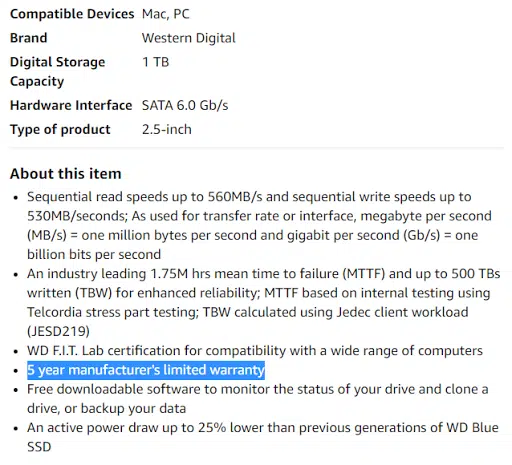 Compatible Devices Mac, PC
Brand Western Digital
Digital Storage 1 TB
Capacity
Hardware Interface SATA 6.0 Gb/s
Type of product 2.5-inch
About this item
• Sequential read speeds up to 560MB/s and sequential write speeds up to
530MB/seconds; As used for transfer rate or interface, megabyte per second
(MB/s) = one million bytes per second and gigabit per second (Gb/s) = one
billion bits per second
• An industry leading 1.75M hrs mean time to failure (MTTF) and up to 500 TBs
written (TBW) for enhanced reliability; MTTF based on internal testing using
Telcordia stress part testing; TBW calculated using Jedec client workload
(JESD219)
• WD F.I.T. Lab certification for compatibility with a wide range of computers
• 5 year manufacturer's limited warranty
• Free downloadable software to monitor the status of your drive and clone a
drive, or backup your data
• An active power draw up to 25% lower than previous generations of WD Blue
SSD